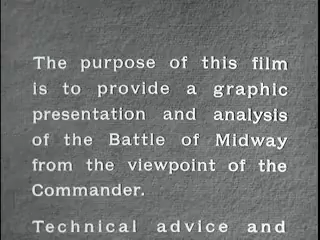 The purpose of this film
is to provide a graphic
presentation and analysis
of the Battle of Midway
from the viewpoint of the
Commander.
Technical advice and